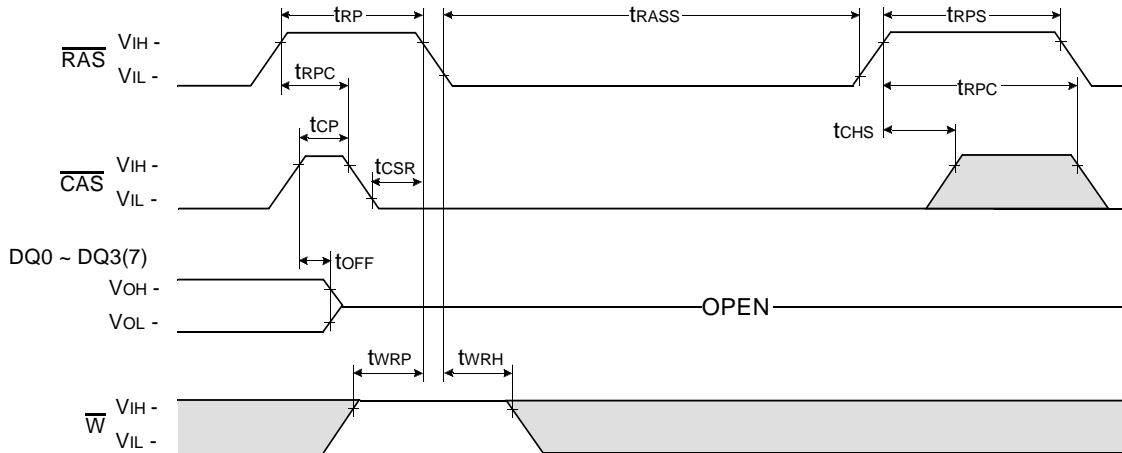 tRP
tRASS
tRPS
RAS
VIH -
VIL -
tRPC
tRPC
tCP
tCHS
CAS
VIH -
VIL -
tCSR
DQ0 ~ DQ3(7)
tOFF
VOH -
VOL -
OPEN
tWRP
tWRH
W
VIH -
VIL -